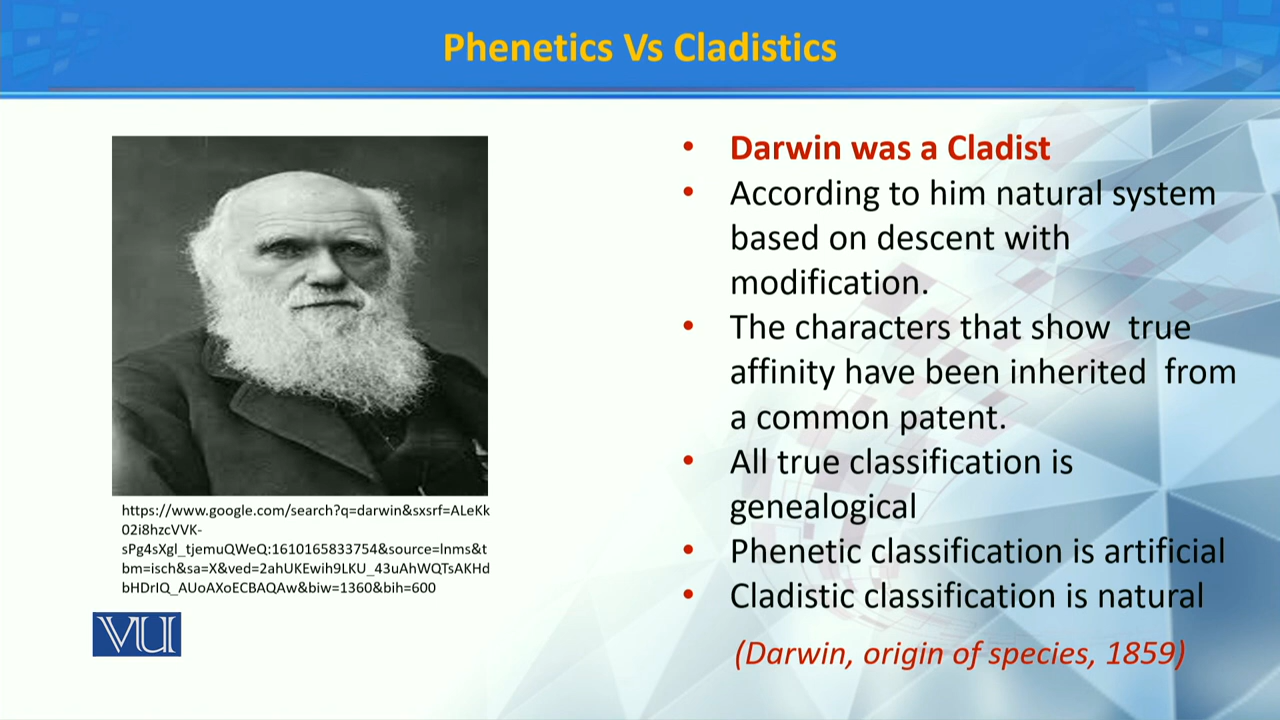 Phenetics Vs Cladistics
• Darwin was a Cladist
• According to him natural system
based on descent with
modification.
• The characters that show  true
affinity have been inherited  from
a common patent.
• All true classification is
genealogical
• Phenetic classification is artificial
• Cladistic classification is natural
(Darwin, origin of species, 1859)
https://www.google.com/search?q=darwin&sxsrf=ALeKk
02i8hzcVVK-
sPg4sXgl_tjemuQWeQ:1610165833754&source=lnms&t
bm=isch&sa=X&ved=2ahUKEwih9LKU_43uAhWQTsAKHd
bHDrIQ_AUoAXoECBAQAw&biw=1360&bih=600
VU